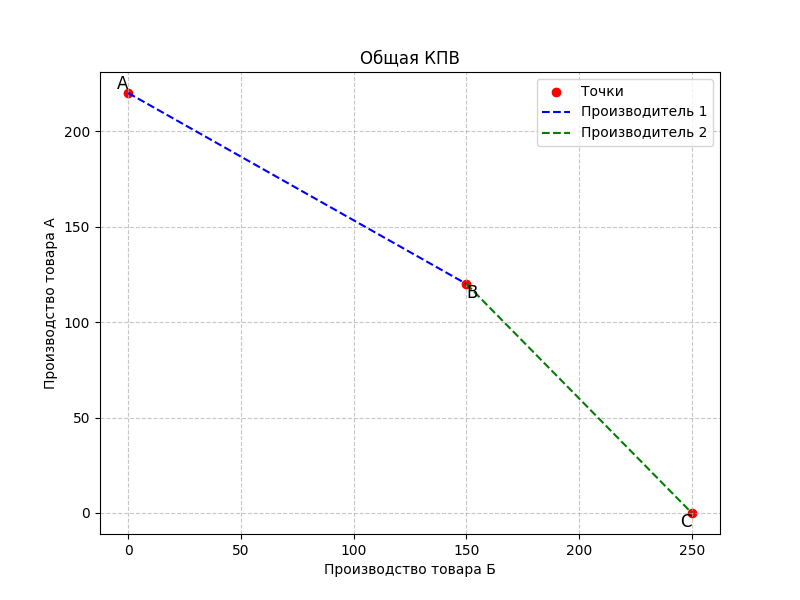 Общая КПВ
A
Точки
Производитель 1
Производитель 2
200
150
B
100
50
0
C
0
50
100
150
200
250
Производство товара А
Производство товара Б